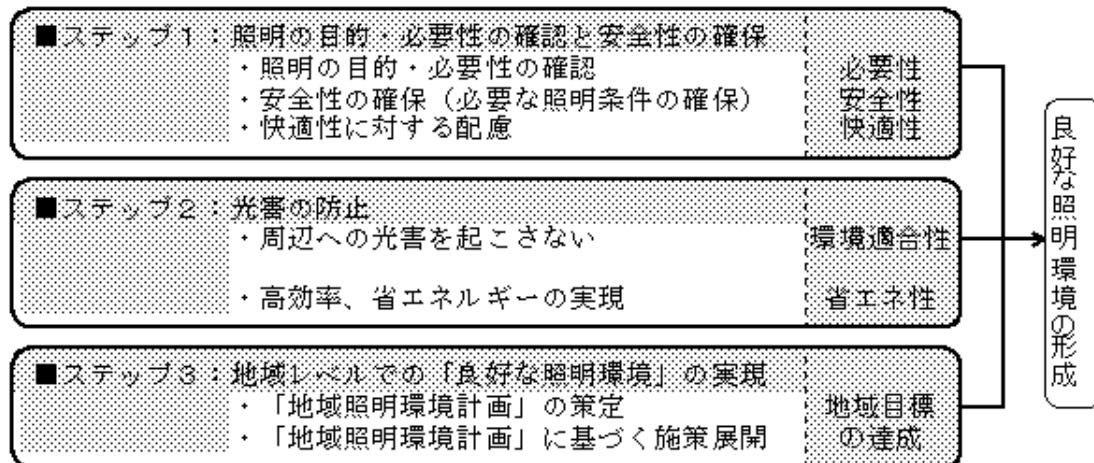 ■ステップ1：照明の目的・必要性の確認と安全性の確保
・照明の目的・必要性の確認
・安全性の確保（必要な照明条件の確保）
・快適性に対する配慮
必要性
安全性
快適性
■ステップ2：光害の防止
・周辺への光害を起こさない
環境適合性
・高効率、省エネルギーの実現
省エネ性
■ステップ3：地域レベルでの「良好な照明環境」の実現
・「地域照明環境計画」の策定
・「地域照明環境計画」に基づく施策展開
地域目標
の達成
良好な照明環境の形成